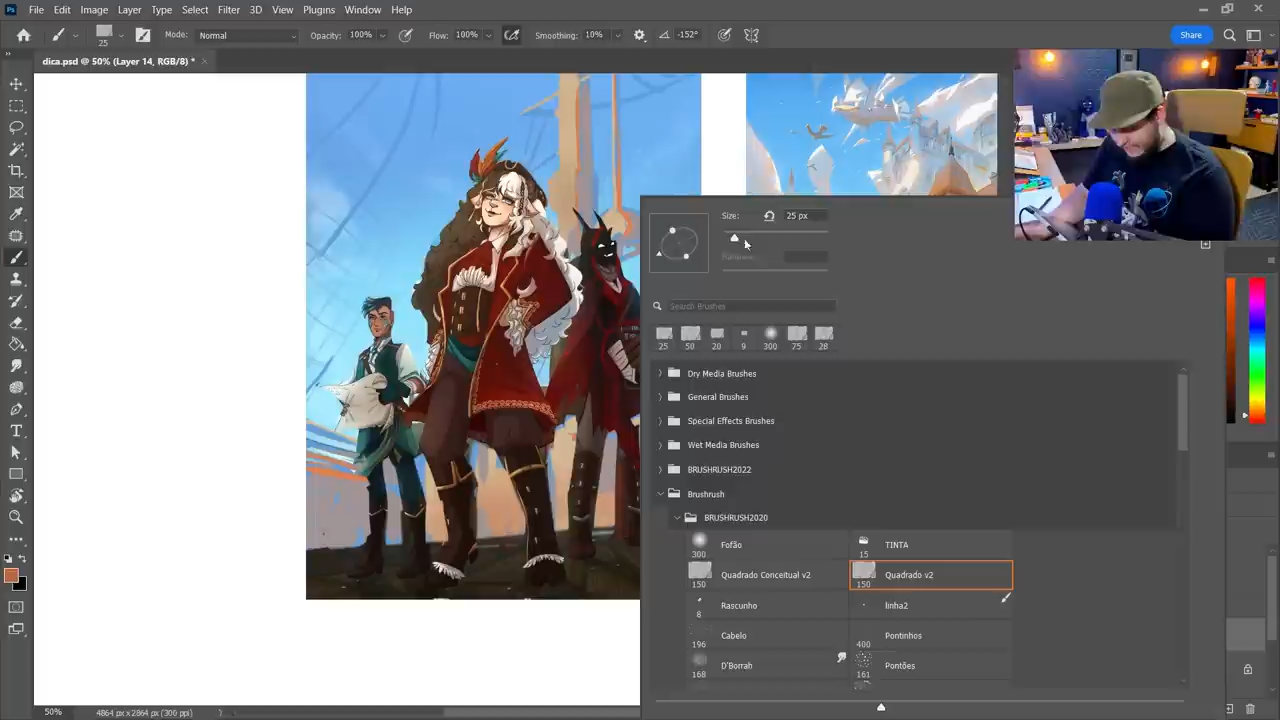 Ps File Edit Image Layer Type Select Filter 3D View Plugins Window Help
25 Mode: Normal Opacity: 100% Flow: 100% Smoothing: 10% -152° Share
dica.psd @ 50% (Layer 14, RGB/8) *
Size: 25 px
Search Brushes
25 50 20 9 300 75 28
Dry Media Brushes
General Brushes
Special Effects Brushes
Wet Media Brushes
BRUSHRUSH2022
Brushrush
BRUSHRUSH2020
300 Fofão 15 TINTA
150 Quadrado Conceitual v2 150 Quadrado v2
8 Rascunho linha2
196 Cabelo 400 Pontinhos
168 D'Borrah 161 Pontões
50% 4864 px x 2864 px (300 ppi)